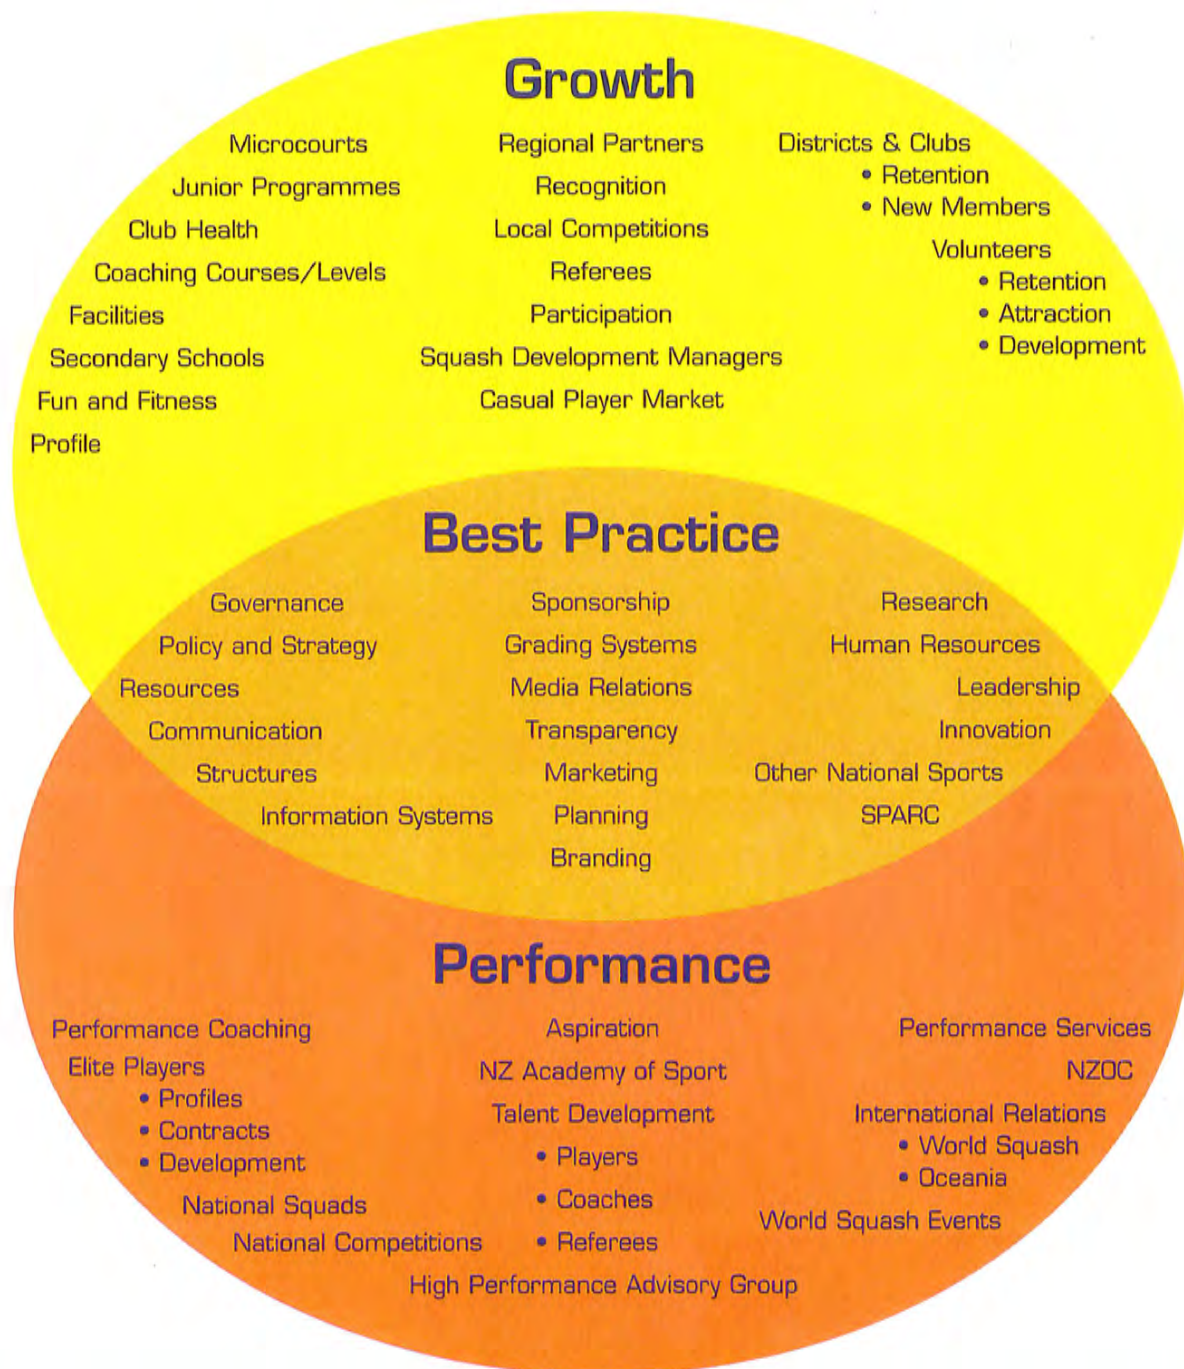 Growth
Microcourts
Junior Programmes
Club Health
Coaching Courses/Levels
Facilities
Secondary Schools
Fun and Fitness
Profile
Regional Partners
Recognition
Local Competitions
Referees
Participation
Squash Development Managers
Casual Player Market
Districts & Clubs
• Retention
• New Members
Volunteers
• Retention
• Attraction
• Development
Best Practice
Governance
Policy and Strategy
Resources
Communication
Structures
Information Systems
Sponsorship
Grading Systems
Media Relations
Transparency
Marketing
Planning
Branding
Research
Human Resources
Leadership
Innovation
Other National Sports
SPARC
Performance
Performance Coaching
Elite Players
• Profiles
• Contracts
• Development
National Squads
National Competitions
Aspiration
NZ Academy of Sport
Talent Development
• Players
• Coaches
• Referees
High Performance Advisory Group
Performance Services
NZOC
International Relations
• World Squash
• Oceania
World Squash Events